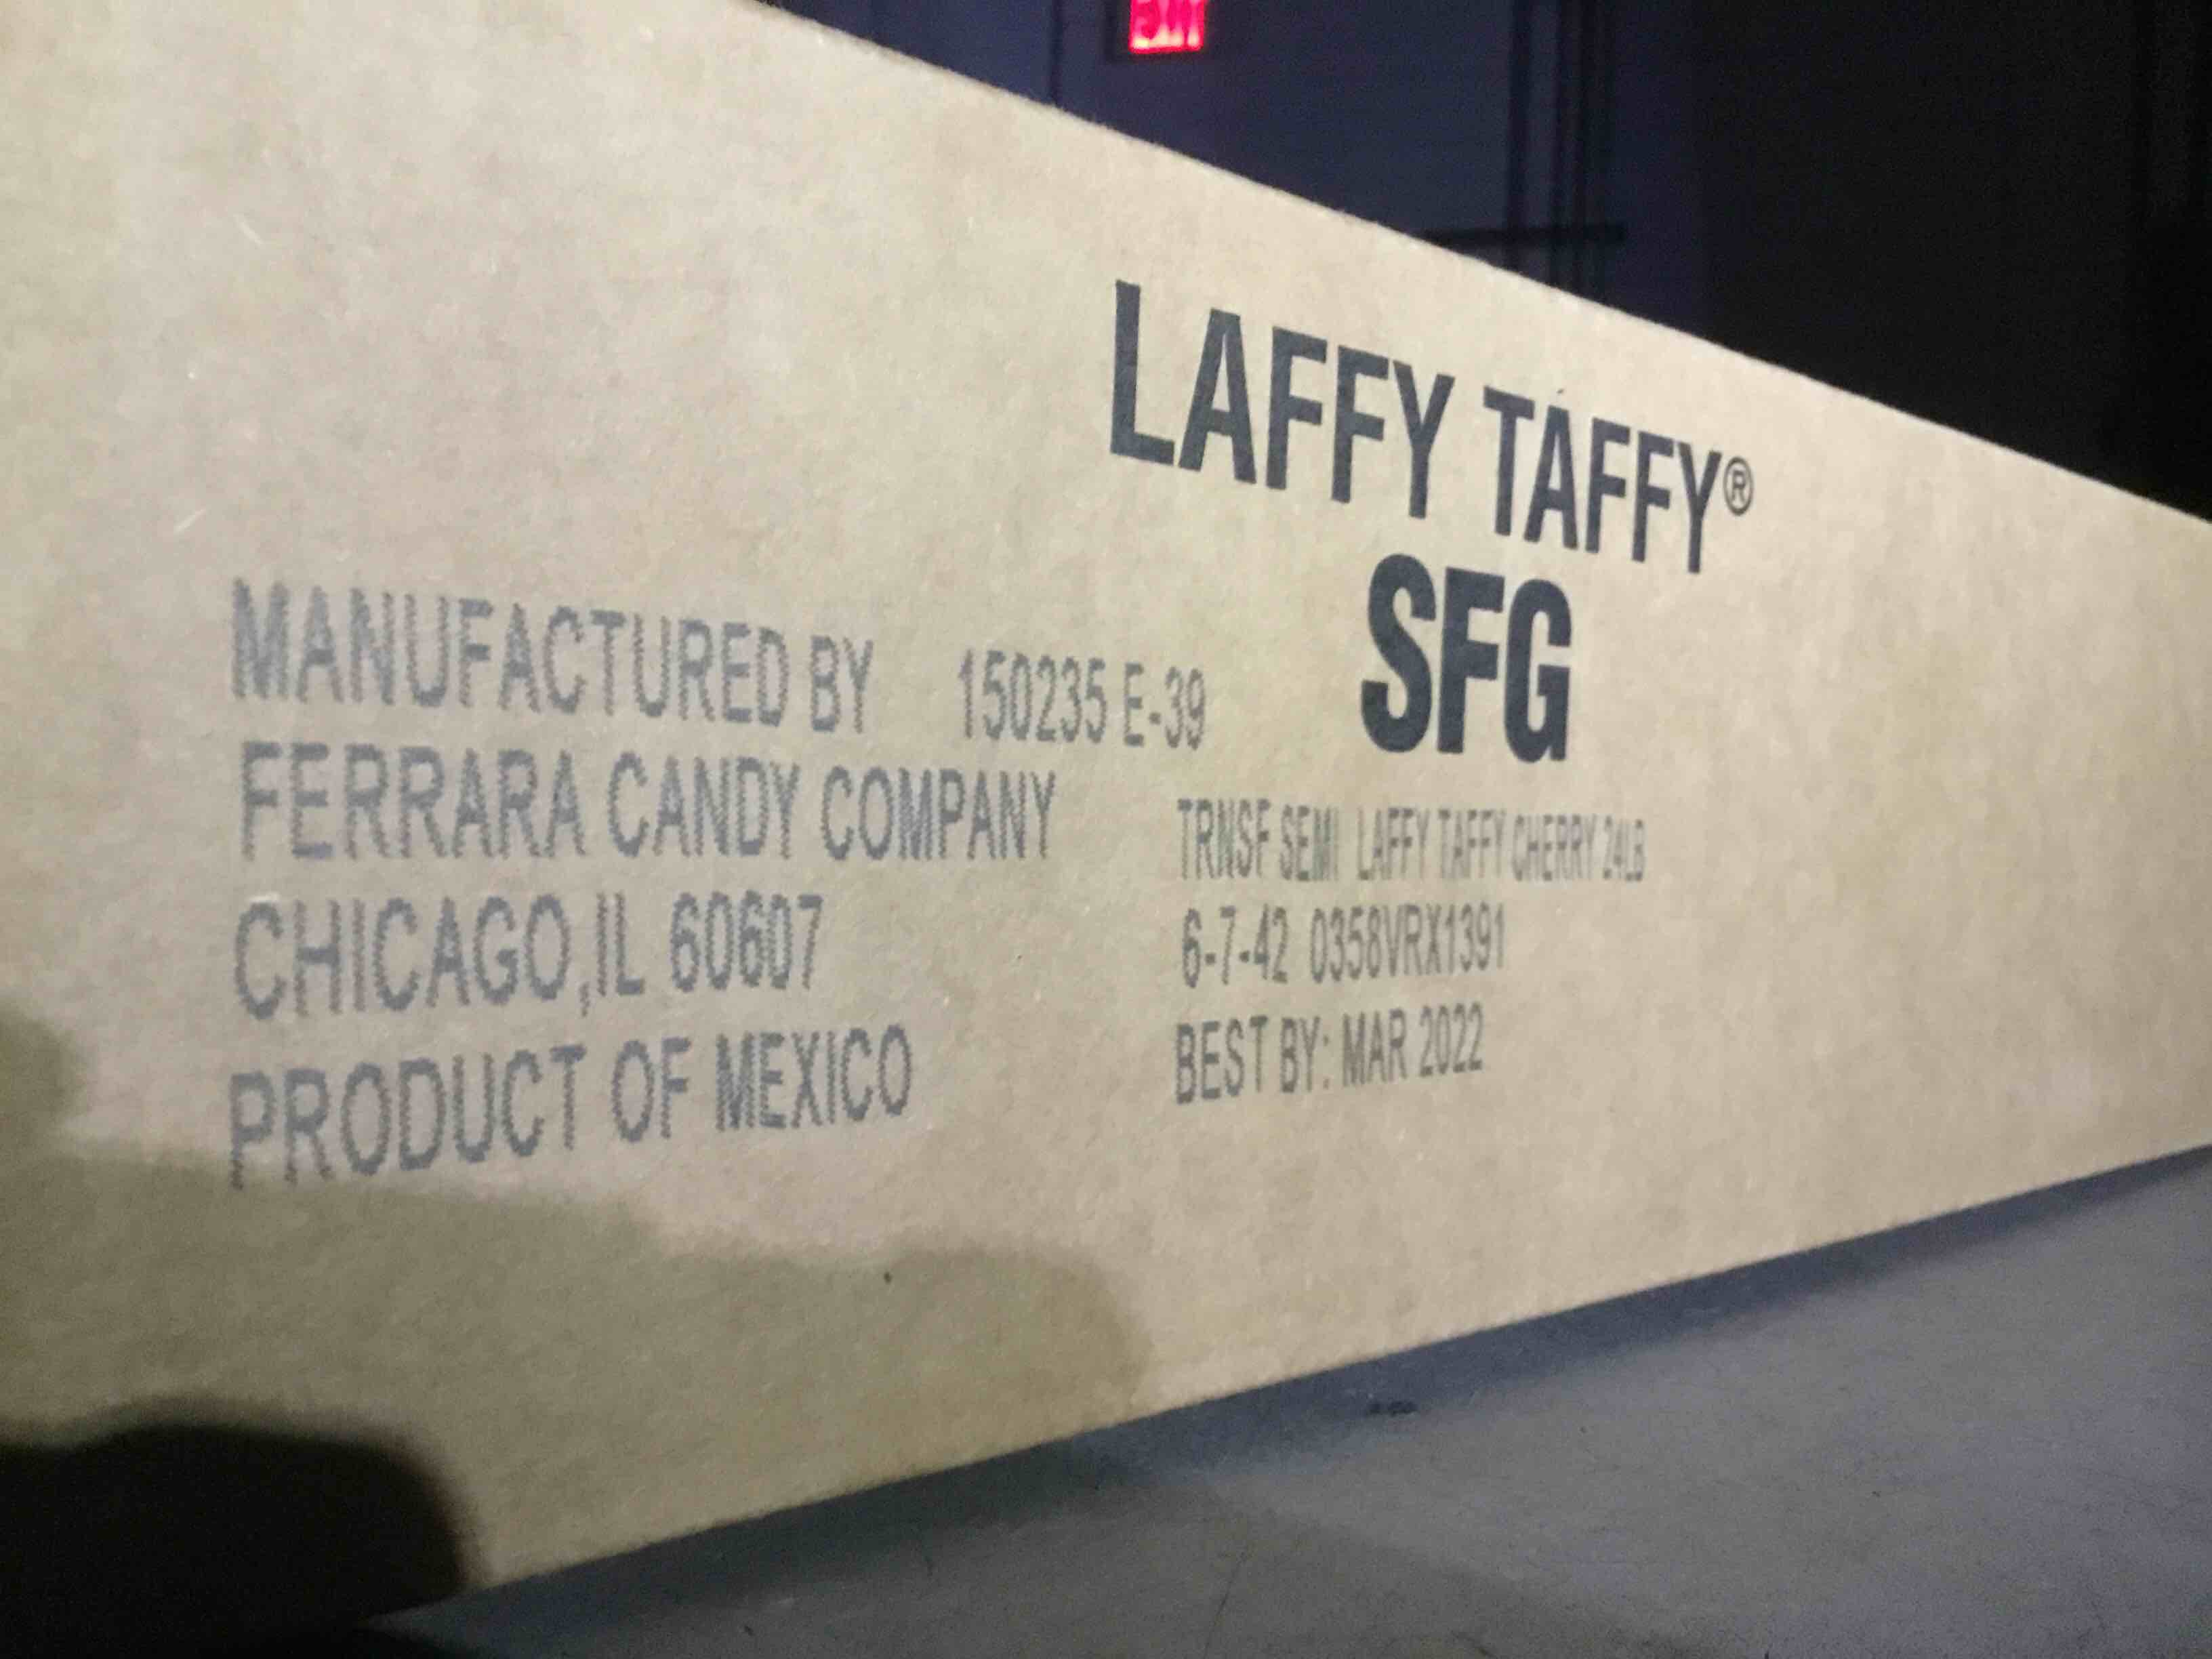 EXIT
LAFFY TAFFY®
SFG
MANUFACTURED BY
FERRARA CANDY COMPANY
CHICAGO,IL 60607
PRODUCT OF MEXICO
150235 E-39
TRNSF SEMI LAFFY TAFFY CHERRY 24LB
6-7-42 0358VRX1391
BEST BY: MAR 2022